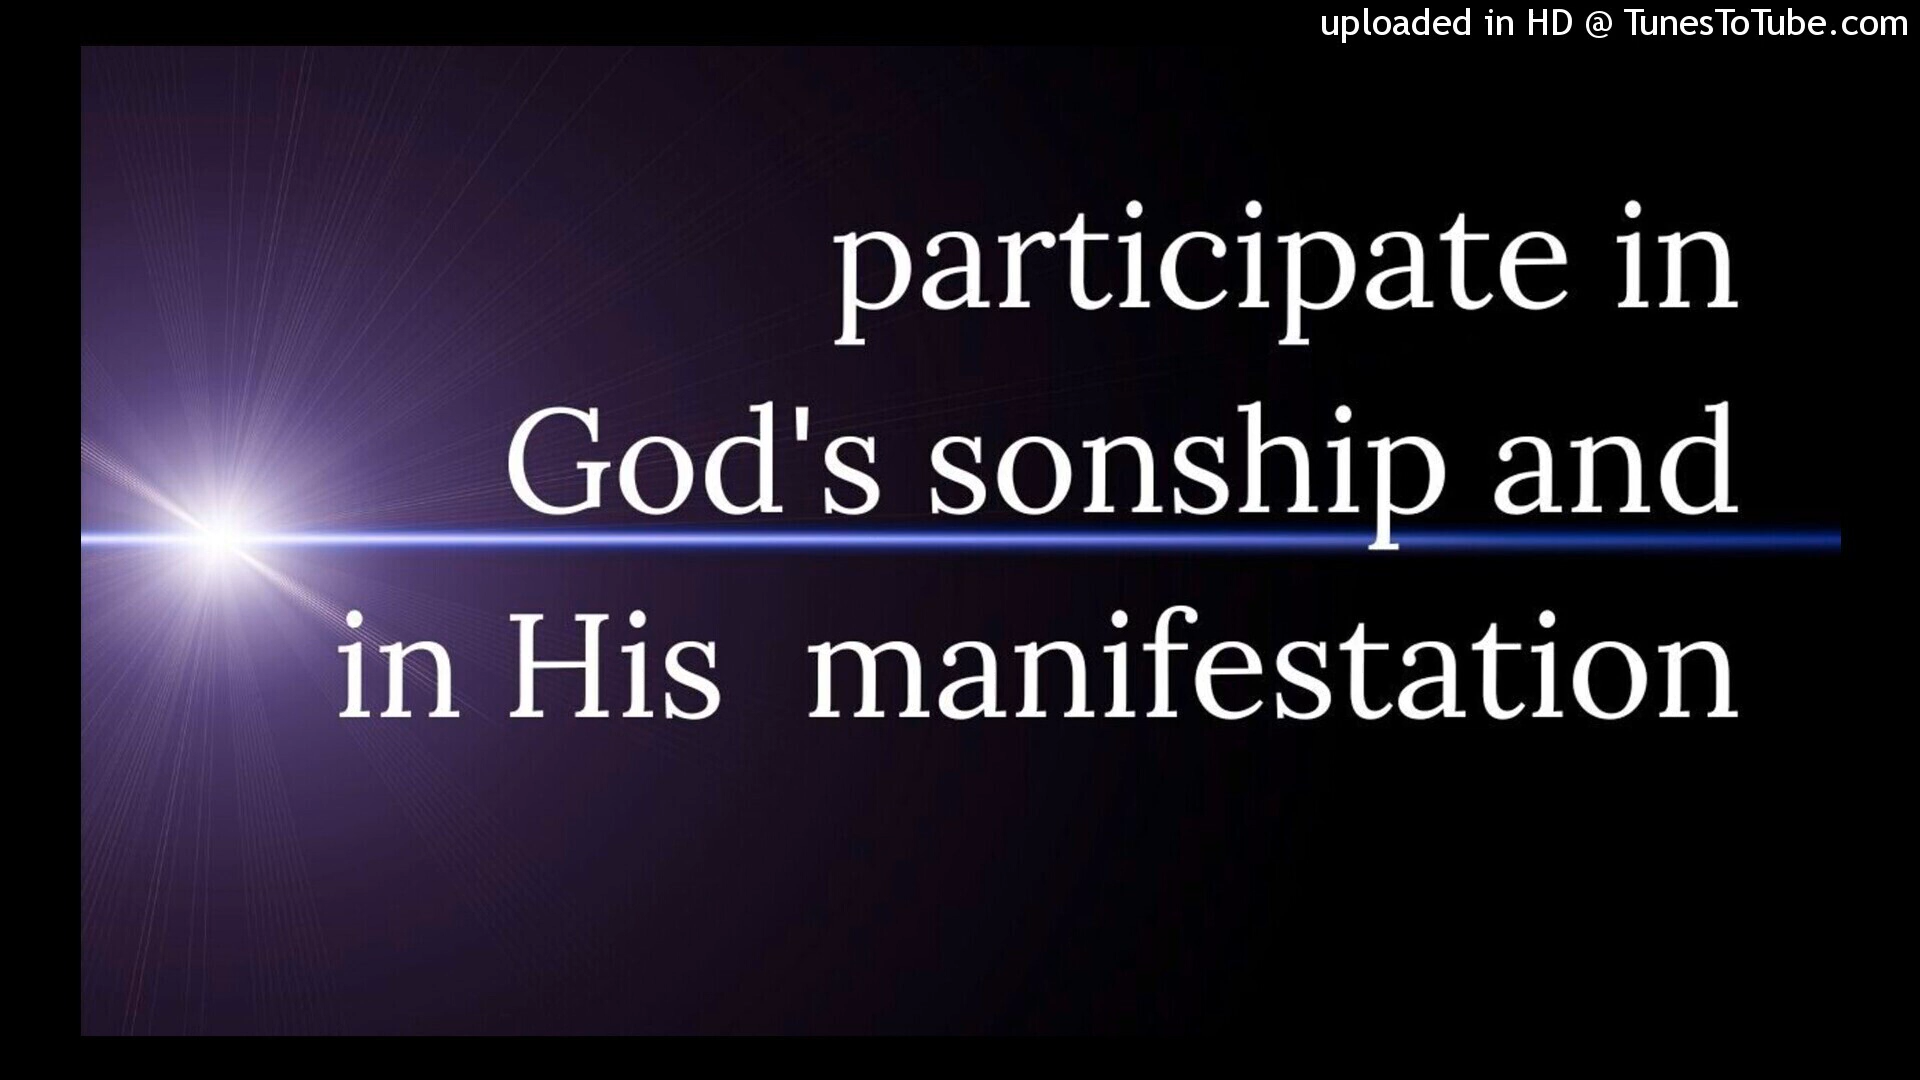 uploaded in HD @ TunesToTube.com
participate in
God's sonship and
in His  manifestation